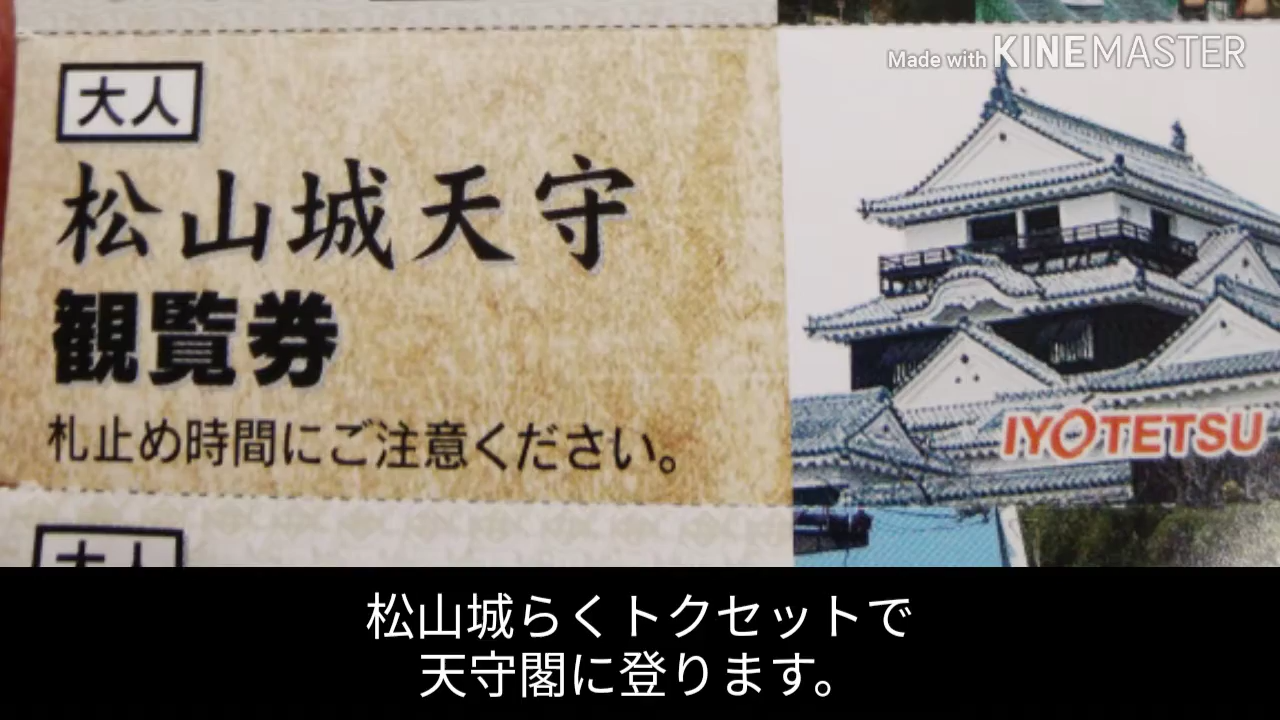 Made with KINEMASTER
大人
松山城天守
観覧券
札止め時間にご注意ください。
IYOTETSU
大人
松山城らくトクセットで
天守閣に登ります。